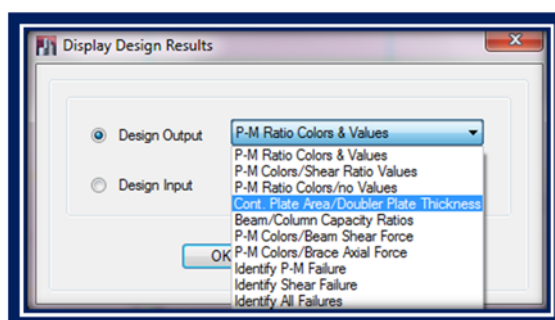 Display Design Results
Design Output
P-M Ratio Colors & Values
P-M Ratio Colors & Values
P-M Colors/Shear Ratio Values
Design Input
P-M Ratio Colors/no Values
Cont. Plate Area/Doubler Plate Thickness
Beam/Column Capacity Ratios
P-M Colors/Beam Shear Force
OK
P-M Colors/Brace Axial Force
Identify P-M Failure
Identify Shear Failure
Identify All Failures